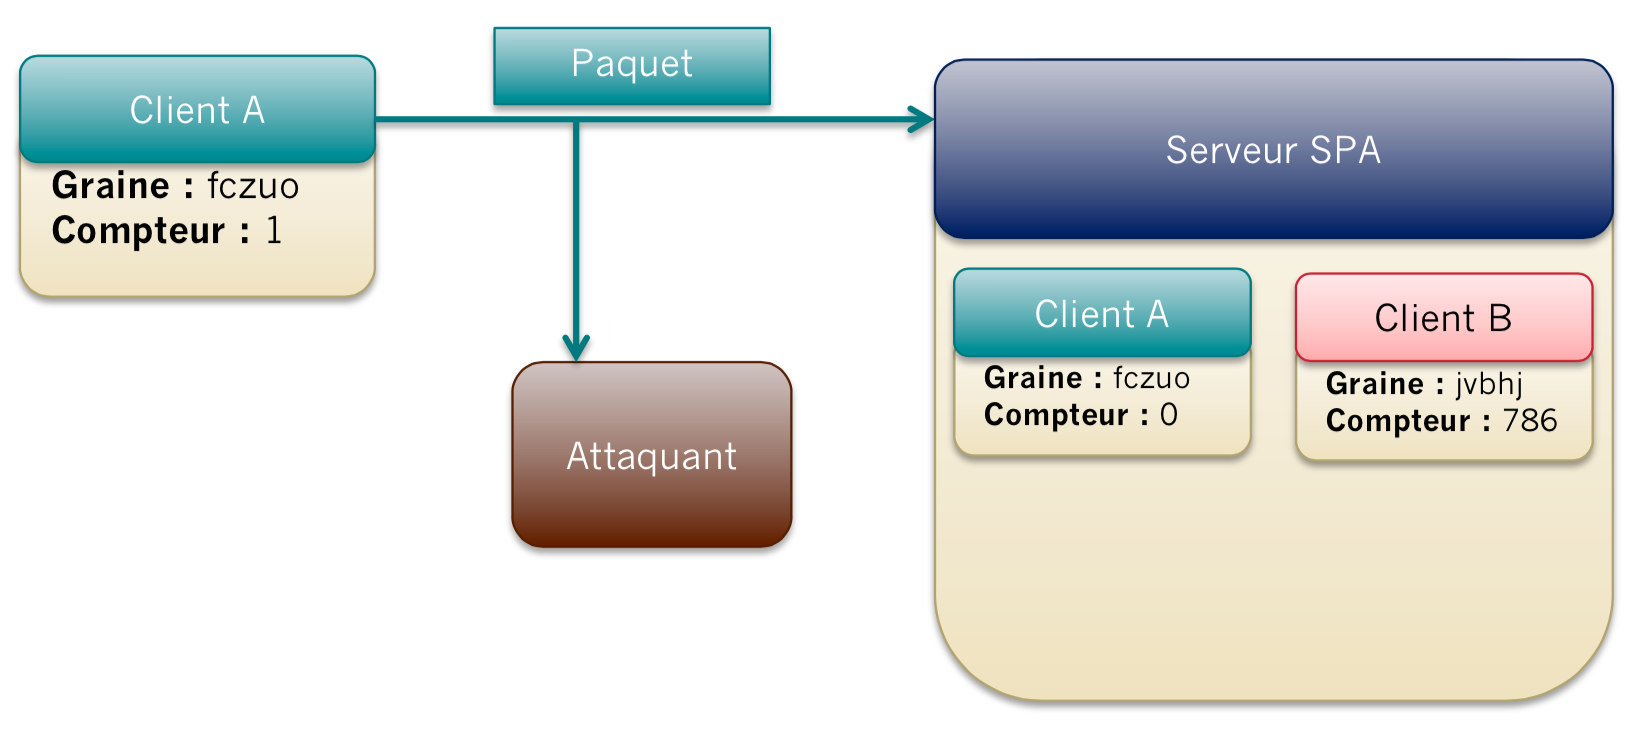 Paquet
Client A
Graine : fczuo
Compteur : 1
Serveur SPA
Client A
Graine : fczuo
Compteur : 0
Client B
Graine : jvbhj
Compteur : 786
Attaquant